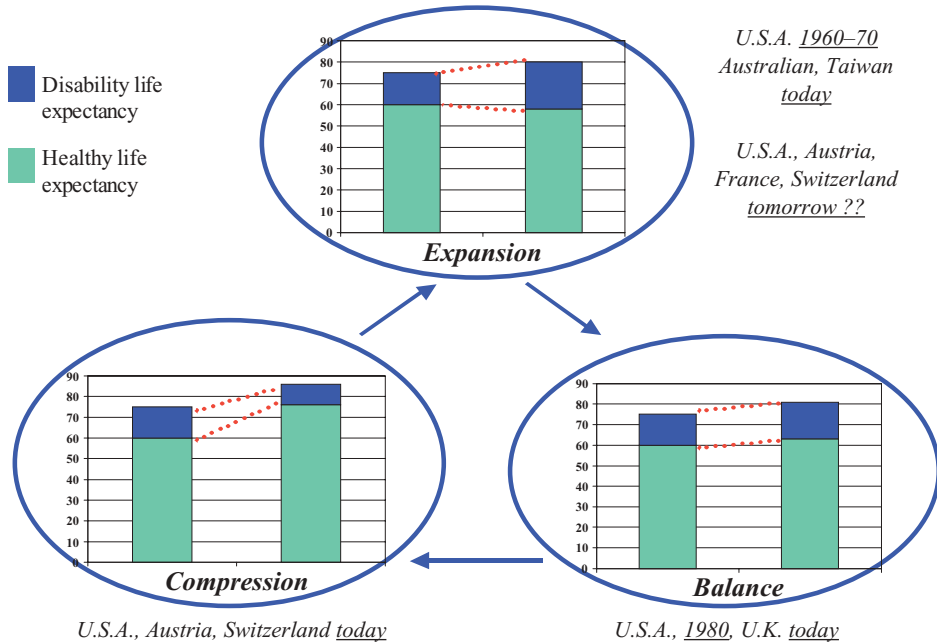 Disability life
expectancy
Healthy life
expectancy
90
80
70
60
50
40
30
20
10
0
Expansion
U.S.A. 1960–70
Australian, Taiwan
today
U.S.A., Austria,
France, Switzerland
tomorrow ??
90
80
70
60
50
40
30
20
10
0
Compression
U.S.A., Austria, Switzerland today
90
80
70
60
50
40
30
20
10
0
Balance
U.S.A., 1980, U.K. today